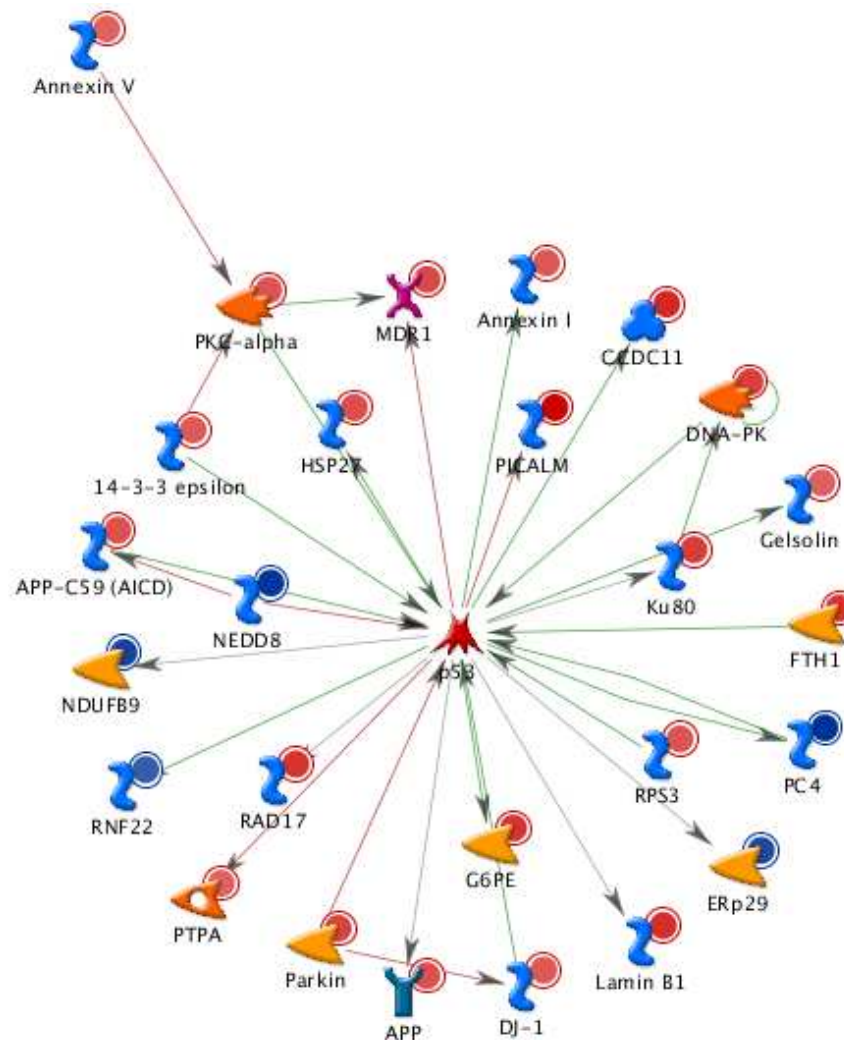 Annexin V
PKC-alpha
MDR1
Annexin I
CCDC11
DNA-PK
14-3-3 epsilon
HSP27
PICALM
Gelsolin
APP-C59 (AICD)
NEDD8
Ku80
p53
FTH1
NDUFB9
RNF22
RAD17
RPS3
PC4
G6PE
PTPA
ERp29
Parkin
APP
DJ-1
Lamin B1